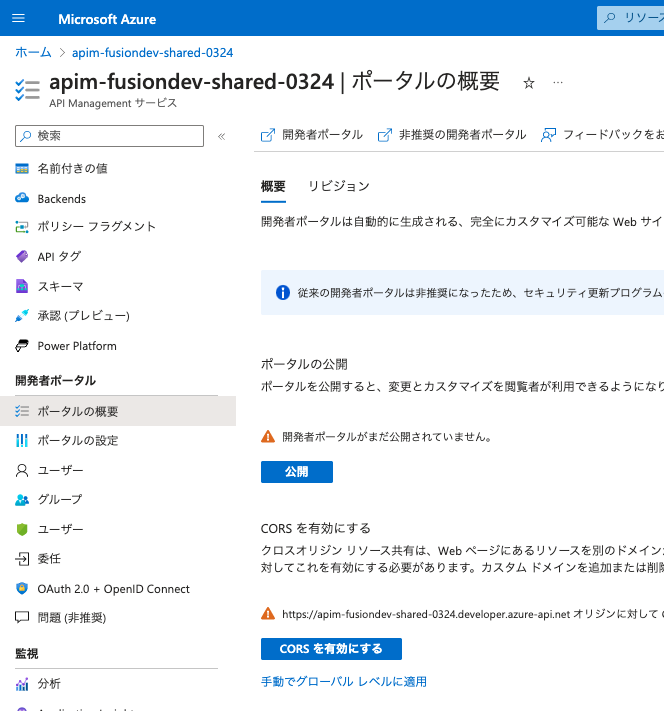 Microsoft Azure
リソース
ホーム > apim-fusiondev-shared-0324
apim-fusiondev-shared-0324 | ポータルの概要
API Management サービス
検索
開発者ポータル 非推奨の開発者ポータル フィードバックをお
名前付きの値
Backends
ポリシー フラグメント
API タグ
スキーマ
承認 (プレビュー)
Power Platform
開発者ポータル
ポータルの概要
ポータルの設定
ユーザー
グループ
ユーザー
委任
OAuth 2.0 + OpenID Connect
問題 (非推奨)
監視
分析
概要 リビジョン
開発者ポータルは自動的に生成される、完全にカスタマイズ可能な Web サイ
従来の開発者ポータルは非推奨になったため、セキュリティ更新プログラム
ポータルの公開
ポータルを公開すると、変更とカスタマイズを閲覧者が利用できるようになり
開発者ポータルがまだ公開されていません。
公開
CORS を有効にする
クロスオリジン リソース共有は、Web ページにあるリソースを別のドメイン
対してこれを有効にする必要があります。カスタム ドメインを追加または削除
https://apim-fusiondev-shared-0324.developer.azure-api.net オリジンに対して
CORS を有効にする
手動でグローバル レベルに適用